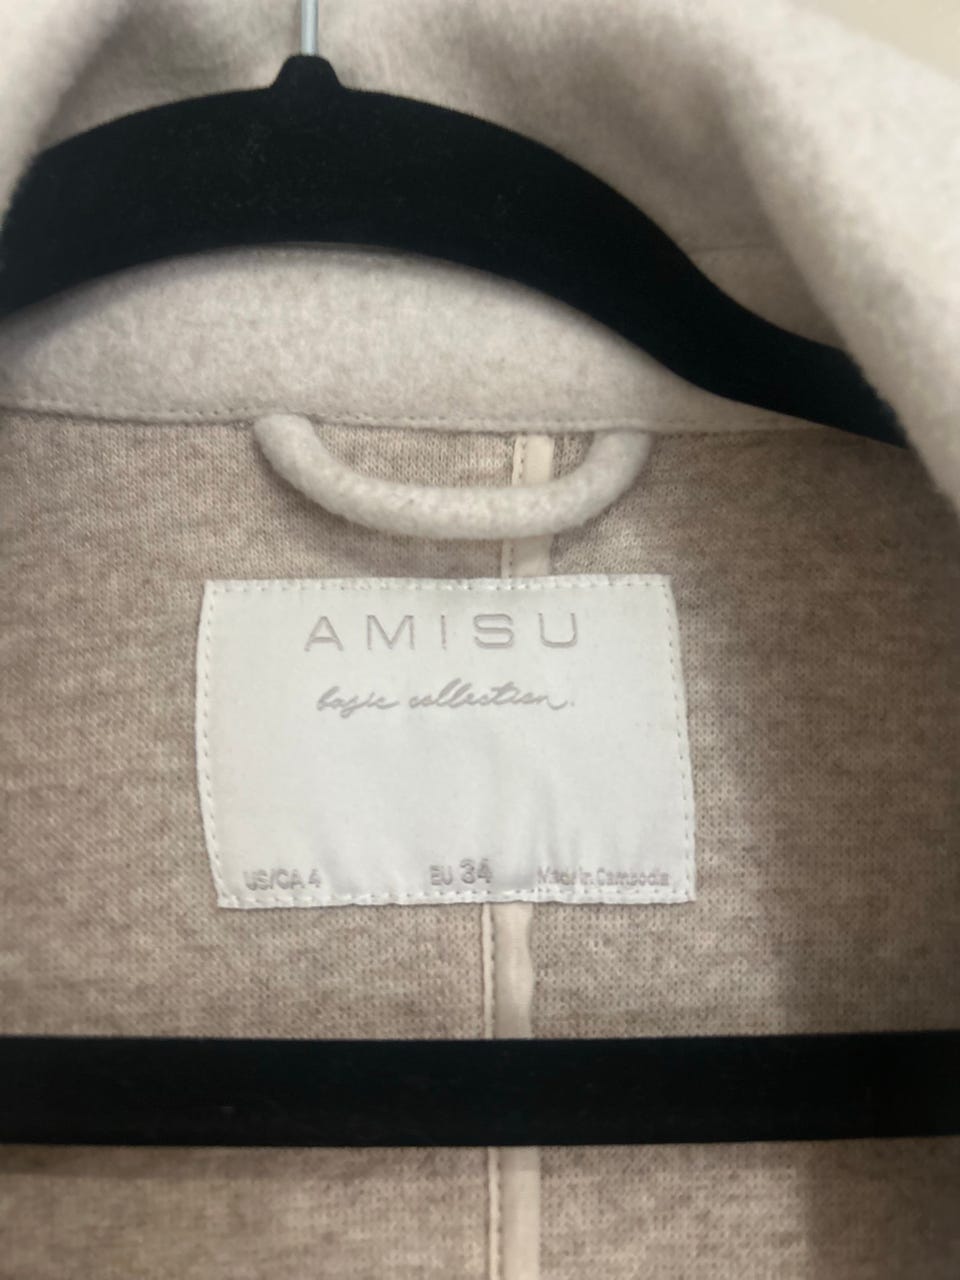 AMISU
basic collection.
US/CA 4 EU 34 Made in Cambodia